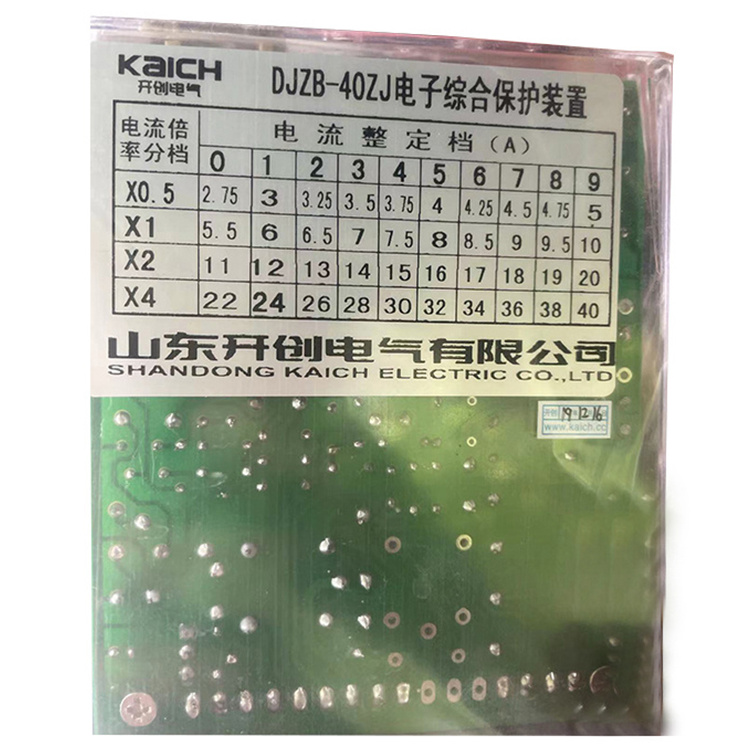 KaICH
开创电气
DJZB-40ZJ电子综合保护装置
电流倍率分档 电流整定档（A）
0 1 2 3 4 5 6 7 8 9
X0.5 2.75 3 3.25 3.5 3.75 4 4.25 4.5 4.75 5
X1 5.5 6 6.5 7 7.5 8 8.5 9 9.5 10
X2 11 12 13 14 15 16 17 18 19 20
X4 22 24 26 28 30 32 34 36 38 40
山东开创电气有限公司
SHANDONG KAICH ELECTRIC CO.,LTD
开创 19 12 16
www.kaich.cc